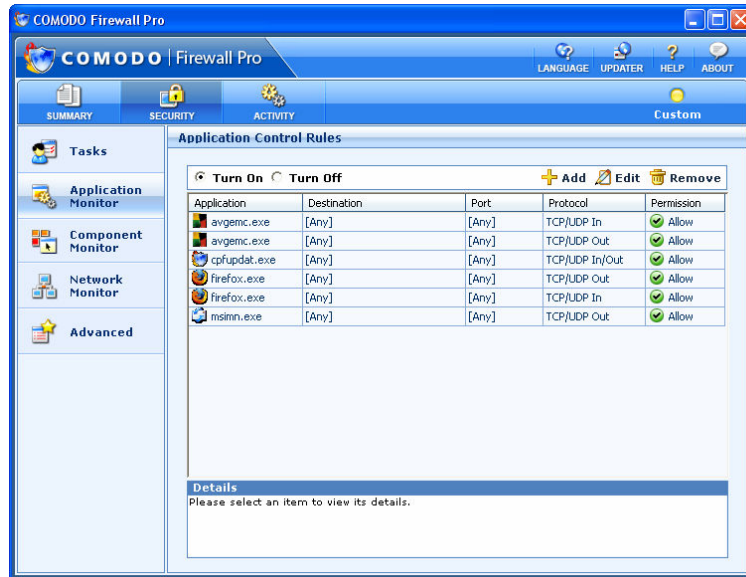 COMODO Firewall Pro
COMODO Firewall Pro
LANGUAGE UPDATER HELP ABOUT
SUMMARY SECURITY ACTIVITY Custom
Application Control Rules
Tasks
Application Monitor
Component Monitor
Network Monitor
Advanced
Turn On Turn Off Add Edit Remove
Application Destination Port Protocol Permission
avgemc.exe [Any] [Any] TCP/UDP In Allow
avgemc.exe [Any] [Any] TCP/UDP Out Allow
cpfupdat.exe [Any] [Any] TCP/UDP In/Out Allow
firefox.exe [Any] [Any] TCP/UDP Out Allow
firefox.exe [Any] [Any] TCP/UDP In Allow
msimn.exe [Any] [Any] TCP/UDP Out Allow
Details
Please select an item to view its details.